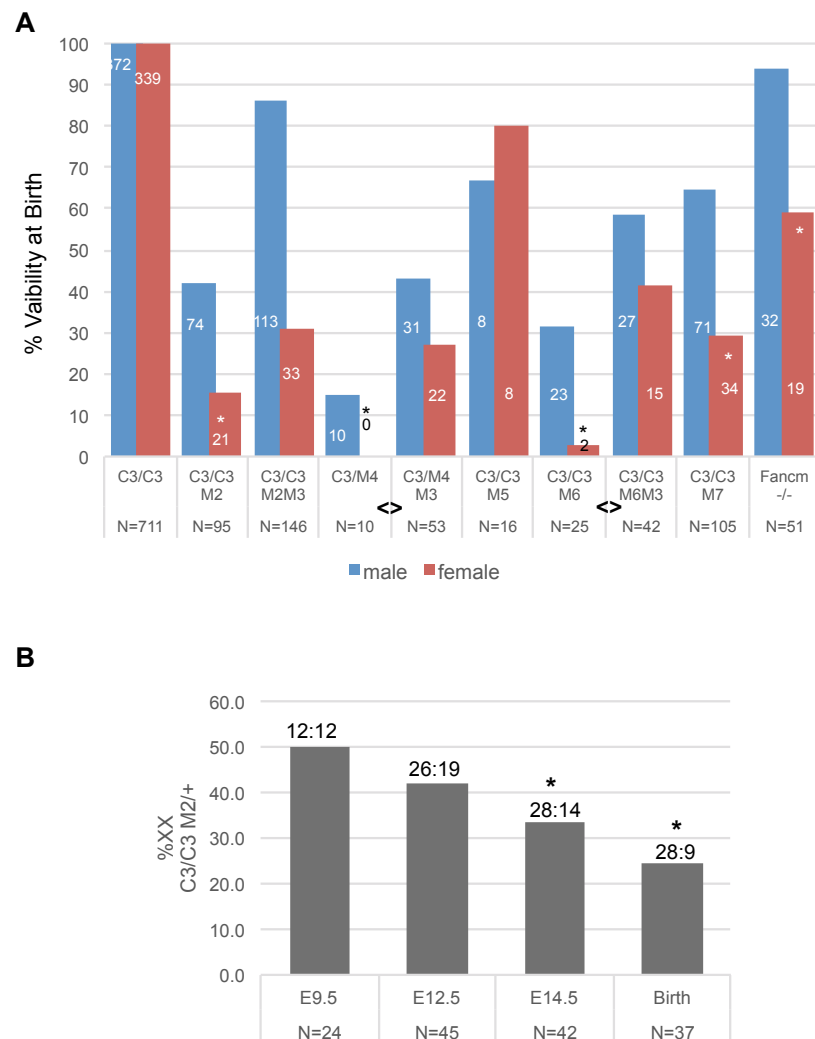 A
% Vaibility at Birth
100
90
80
70
60
50
40
30
20
10
0
372 339
74 * 21
113 33
10 * 0
31 22
8 8
23 * 2
27 15
71 * 34
32 * 19
C3/C3 C3/C3 M2 C3/C3 M2M3 C3/M4 C3/M4 M3 C3/C3 M5 C3/C3 M6 C3/C3 M6M3 C3/C3 M7 Fancm -/-
<> <>
N=711 N=95 N=146 N=10 N=53 N=16 N=25 N=42 N=105 N=51
male female
B
%XX
C3/C3 M2/+
60.0
50.0
40.0
30.0
20.0
10.0
0.0
12:12
26:19
* 28:14
* 28:9
E9.5 E12.5 E14.5 Birth
N=24 N=45 N=42 N=37